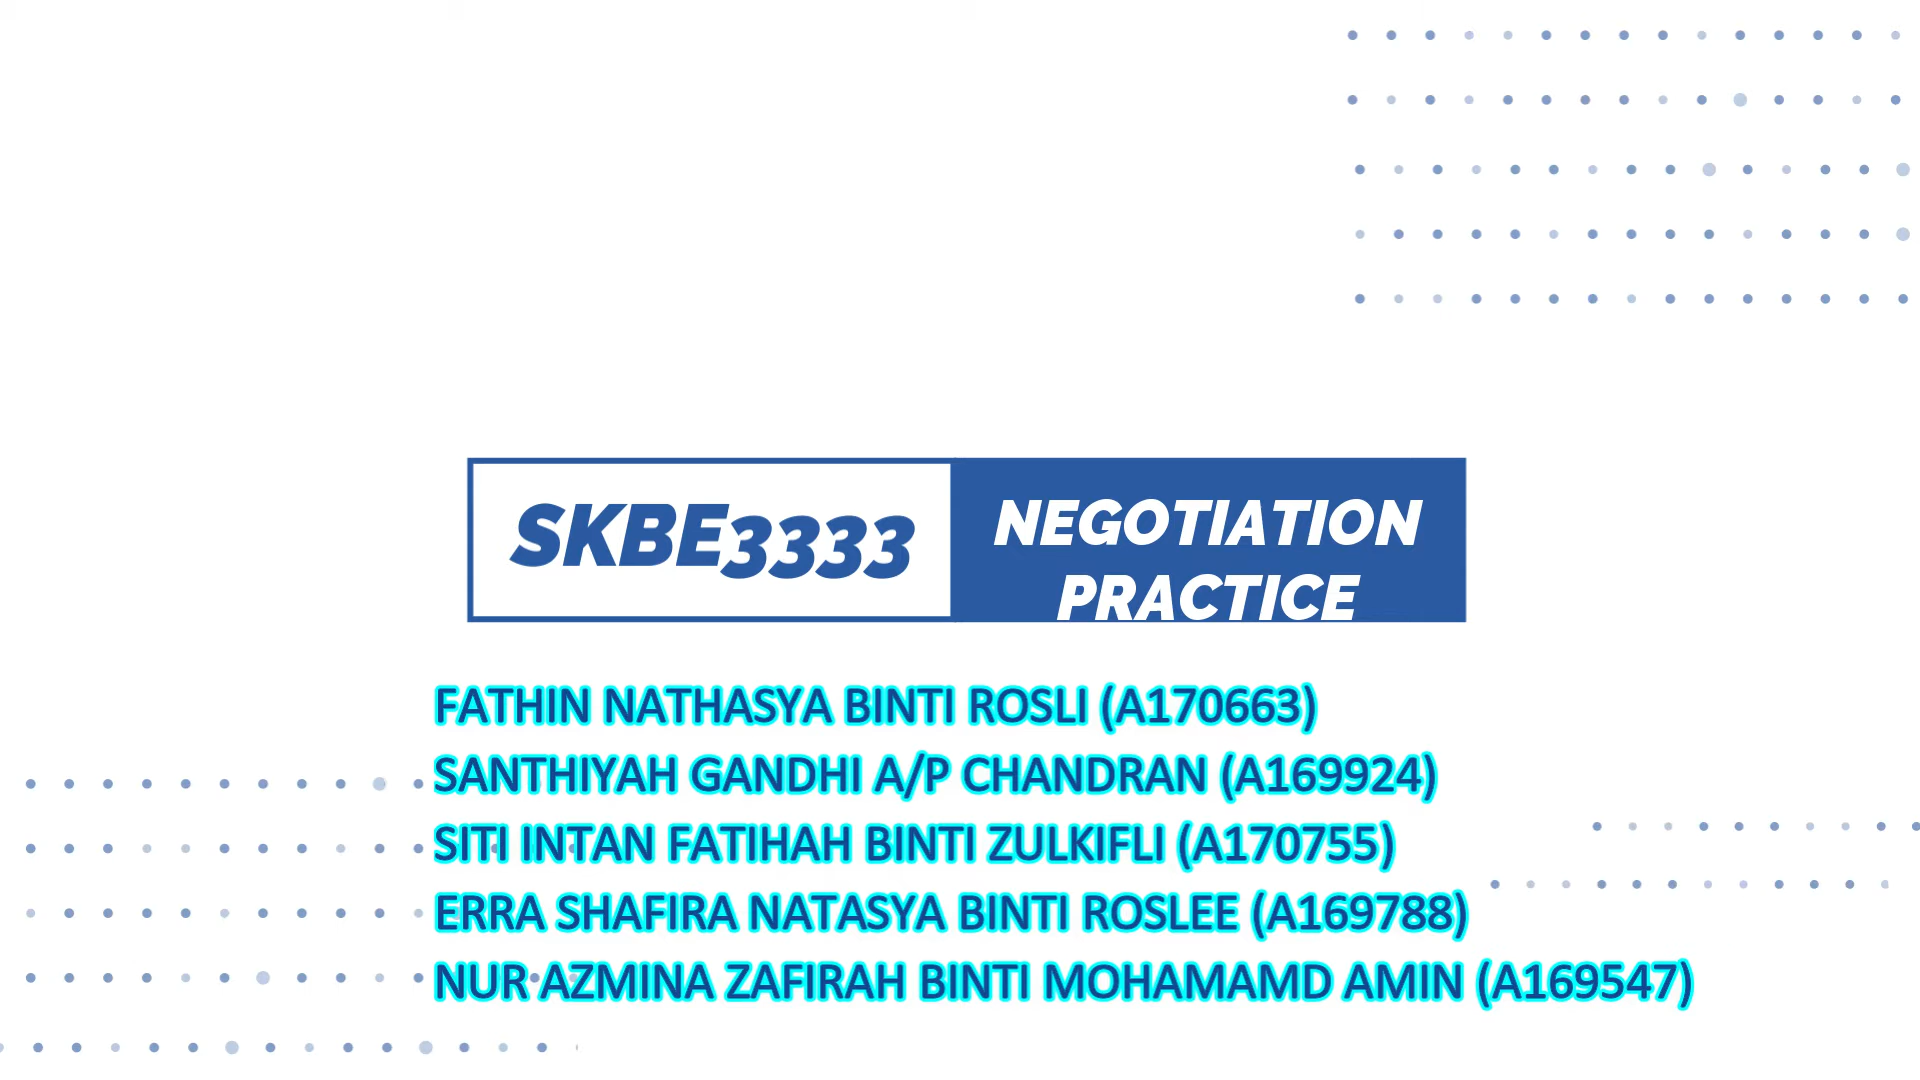 SKBE3333
NEGOTIATION
PRACTICE
FATHIN NATHASYA BINTI ROSLI (A170663)
SANTHIYAH GANDHI A/P CHANDRAN (A169924)
SITI INTAN FATIHAH BINTI ZULKIFLI (A170755)
ERRA SHAFIRA NATASYA BINTI ROSLEE (A169788)
NUR AZMINA ZAFIRAH BINTI MOHAMAMD AMIN (A169547)